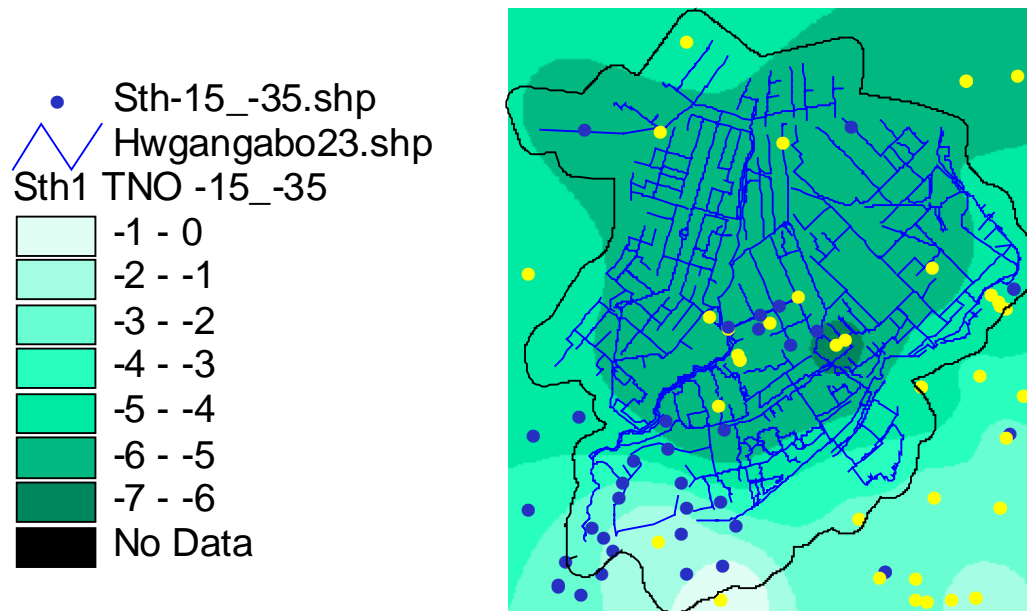 Sth-15_-35.shp
Hwgangabo23.shp
Sth1 TNO -15_-35
-1 - 0
-2 - -1
-3 - -2
-4 - -3
-5 - -4
-6 - -5
-7 - -6
No Data